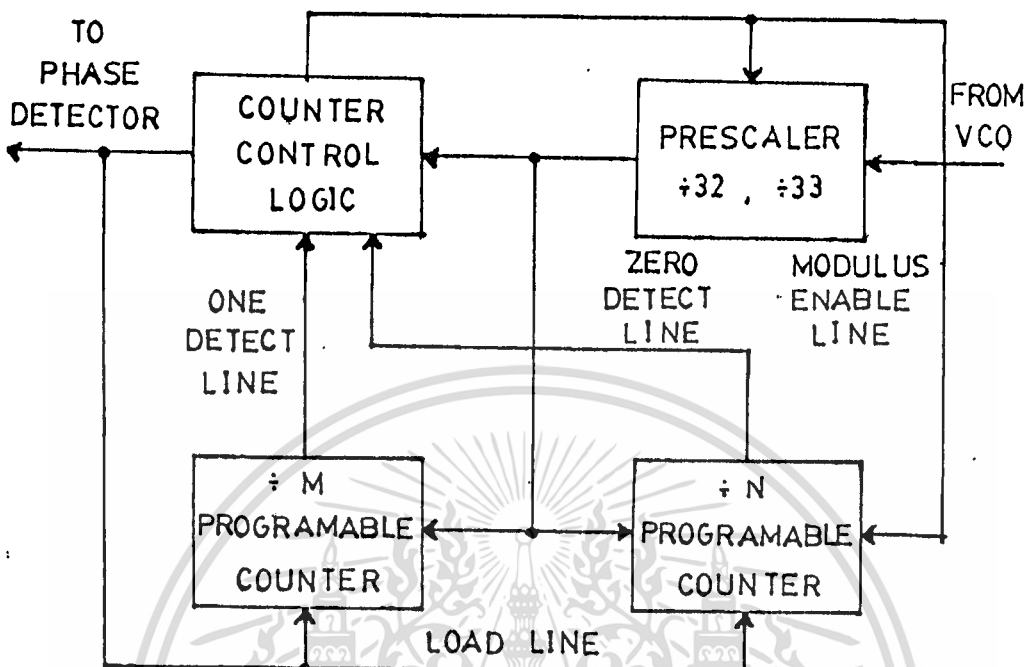 TO
PHASE
DETECTOR
COUNTER
CONTROL
LOGIC
PRESCALER
÷32 , ÷33
FROM
VCO
ONE
DETECT
LINE
ZERO
DETECT
LINE
MODULUS
ENABLE
LINE
÷ M
PROGRAMABLE
COUNTER
÷ N
PROGRAMABLE
COUNTER
LOAD LINE